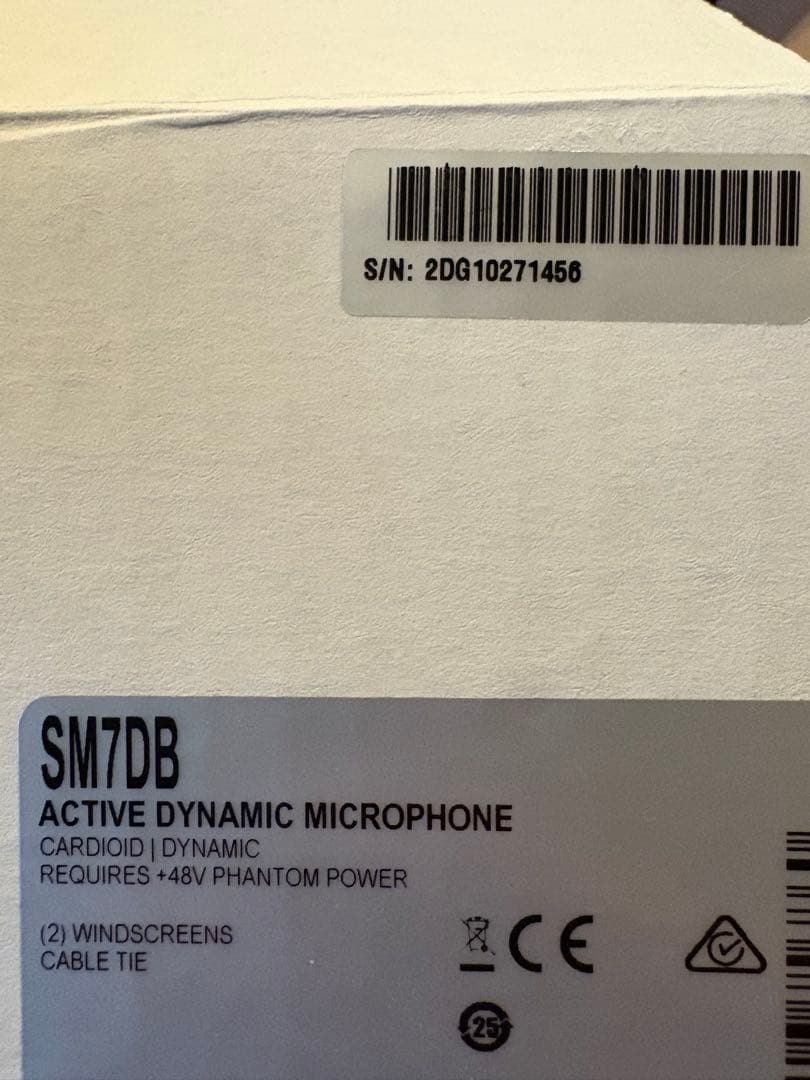 S/N: 2DG10271456
SM7DB
ACTIVE DYNAMIC MICROPHONE
CARDIOID | DYNAMIC
REQUIRES +48V PHANTOM POWER
(2) WINDSCREENS
CABLE TIE
CE
25